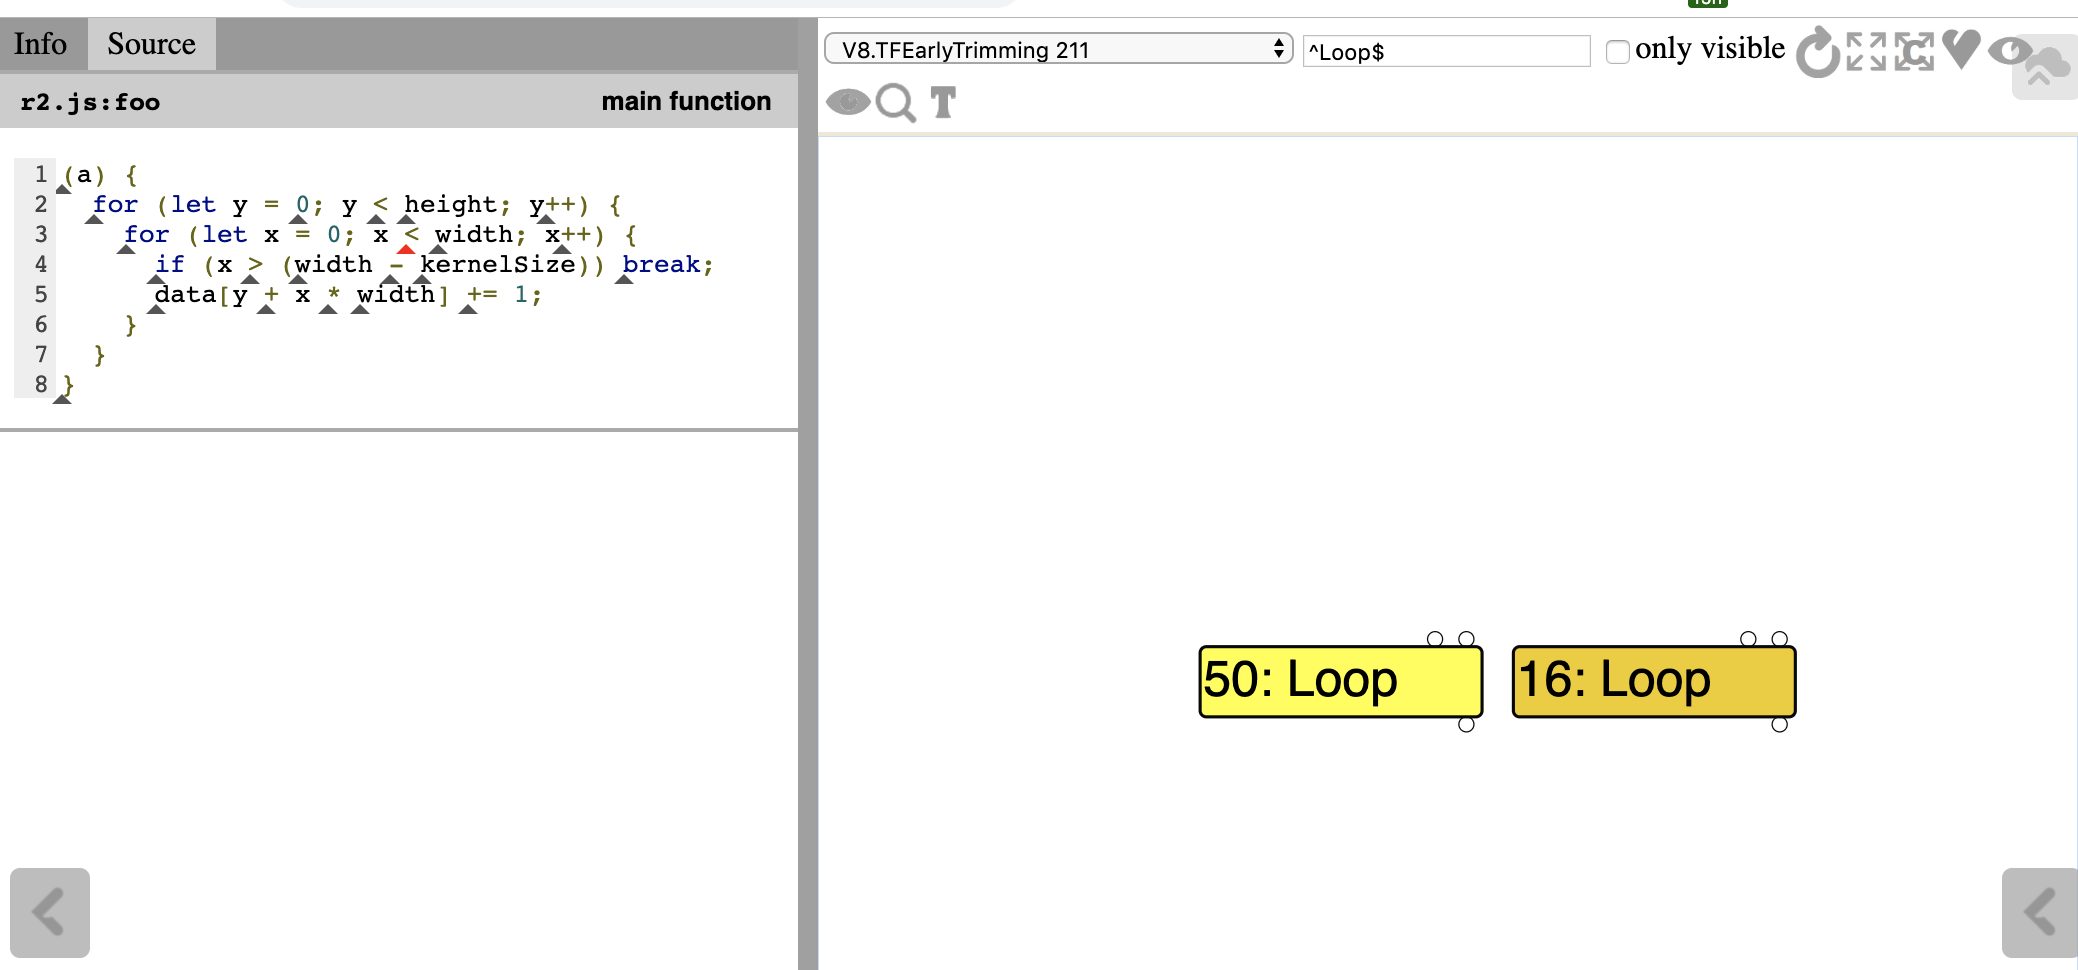 Info Source
r2.js:foo main function
1 (a) {
2 for (let y = 0; y < height; y++) {
3 for (let x = 0; x < width; x++) {
4 if (x > (width - kernelSize)) break;
5 data[y + x * width] += 1;
6 }
7 }
8 }
V8.TFEarlyTrimming 211 ^Loop$ only visible
T
50: Loop
16: Loop